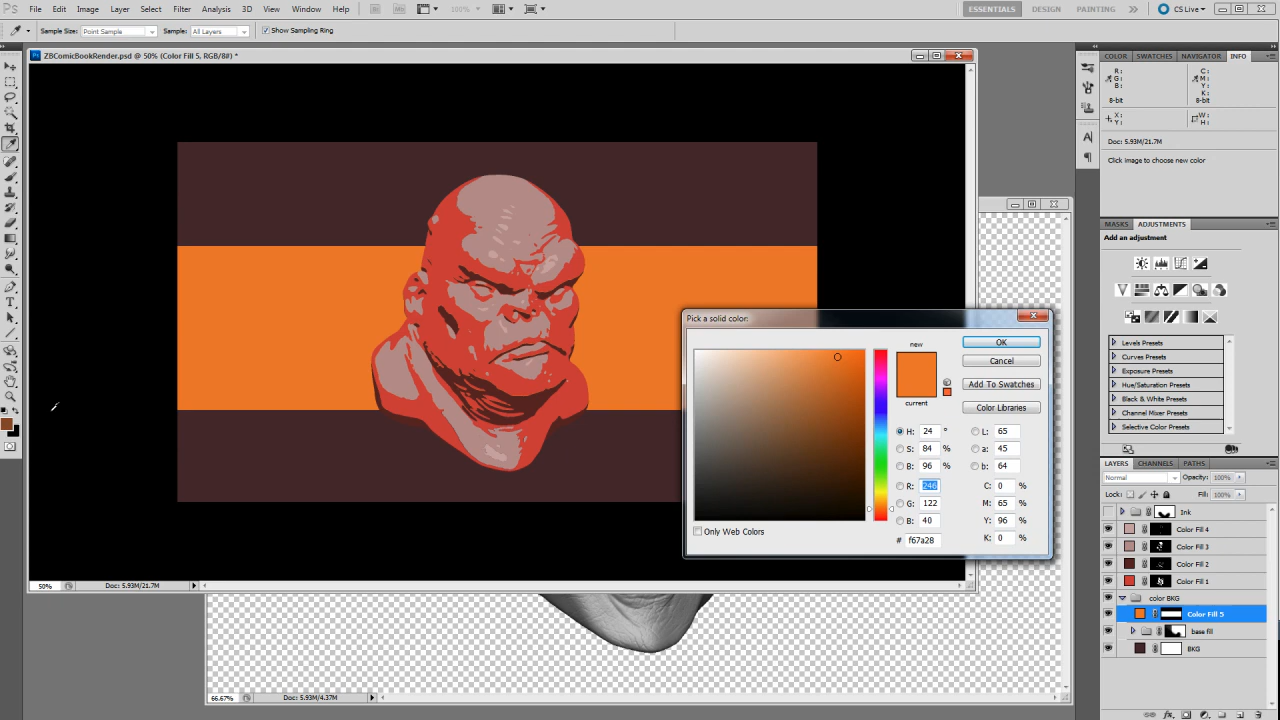 Ps File Edit Image Layer Select Filter Analysis 3D View Window Help Br Mb 100% ESSENTIALS DESIGN PAINTING CS Live
Sample Size: Point Sample Sample: All Layers Show Sampling Ring
ZBComicBookRender.psd @ 50% (Color Fill 5, RGB/8#) *
COLOR SWATCHES NAVIGATOR INFO
R: C:
G: M:
B: Y:
K:
8-bit 8-bit
X: W:
Y: H:
Doc: 5.93M/21.7M
Click image to choose new color
MASKS ADJUSTMENTS
Add an adjustment
Levels Presets
Curves Presets
Exposure Presets
Hue/Saturation Presets
Black & White Presets
Channel Mixer Presets
Selective Color Presets
Pick a solid color:
new
current
OK
Cancel
Add To Swatches
Color Libraries
H: 24 ° L: 65
S: 84 % a: 45
B: 96 % b: 64
R: 246 C: 0 %
G: 122 M: 65 %
B: 40 Y: 96 %
# f67a28 K: 0 %
Only Web Colors
LAYERS CHANNELS PATHS
Normal Opacity: 100%
Lock: Fill: 100%
Ink
Color Fill 4
Color Fill 3
Color Fill 2
Color Fill 1
color BKG
Color Fill 5
base fill
BKG
50% Doc: 5.93M/21.7M
66.67% Doc: 5.93M/4.37M